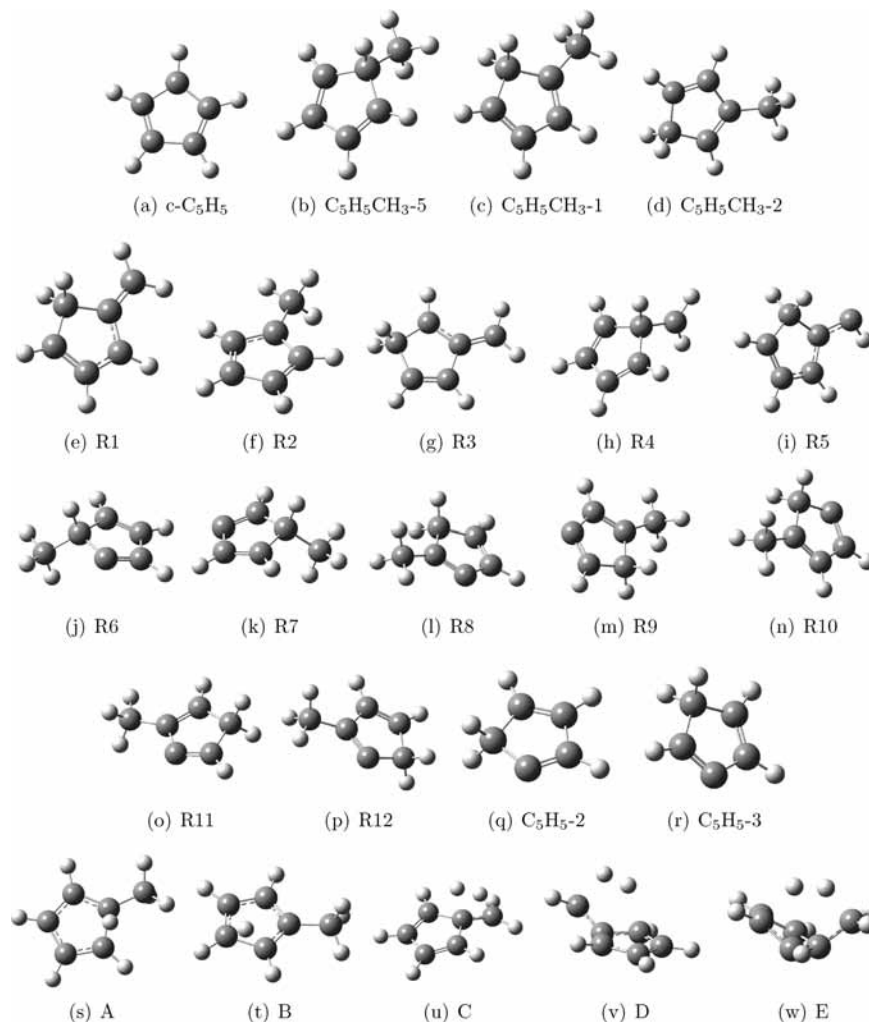 (a) c-C₅H₅ (b) C₅H₅CH₃-5 (c) C₅H₅CH₃-1 (d) C₅H₅CH₃-2
(e) R1 (f) R2 (g) R3 (h) R4 (i) R5
(j) R6 (k) R7 (l) R8 (m) R9 (n) R10
(o) R11 (p) R12 (q) C₅H₅-2 (r) C₅H₅-3
(s) A (t) B (u) C (v) D (w) E